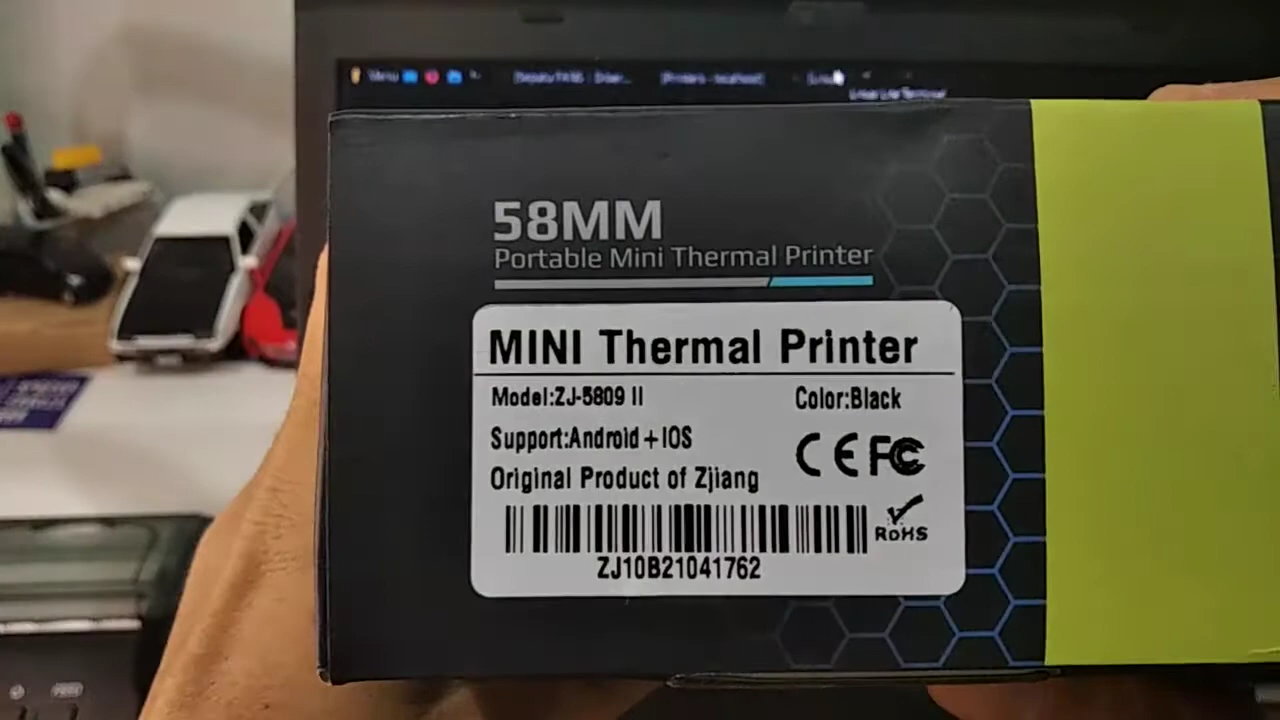 Menu
58MM
Portable Mini Thermal Printer
MINI Thermal Printer
Model:ZJ-5809 II
Color:Black
Support:Android+IOS
CE FC
Original Product of Zjiang
RoHS
ZJ10B21041762